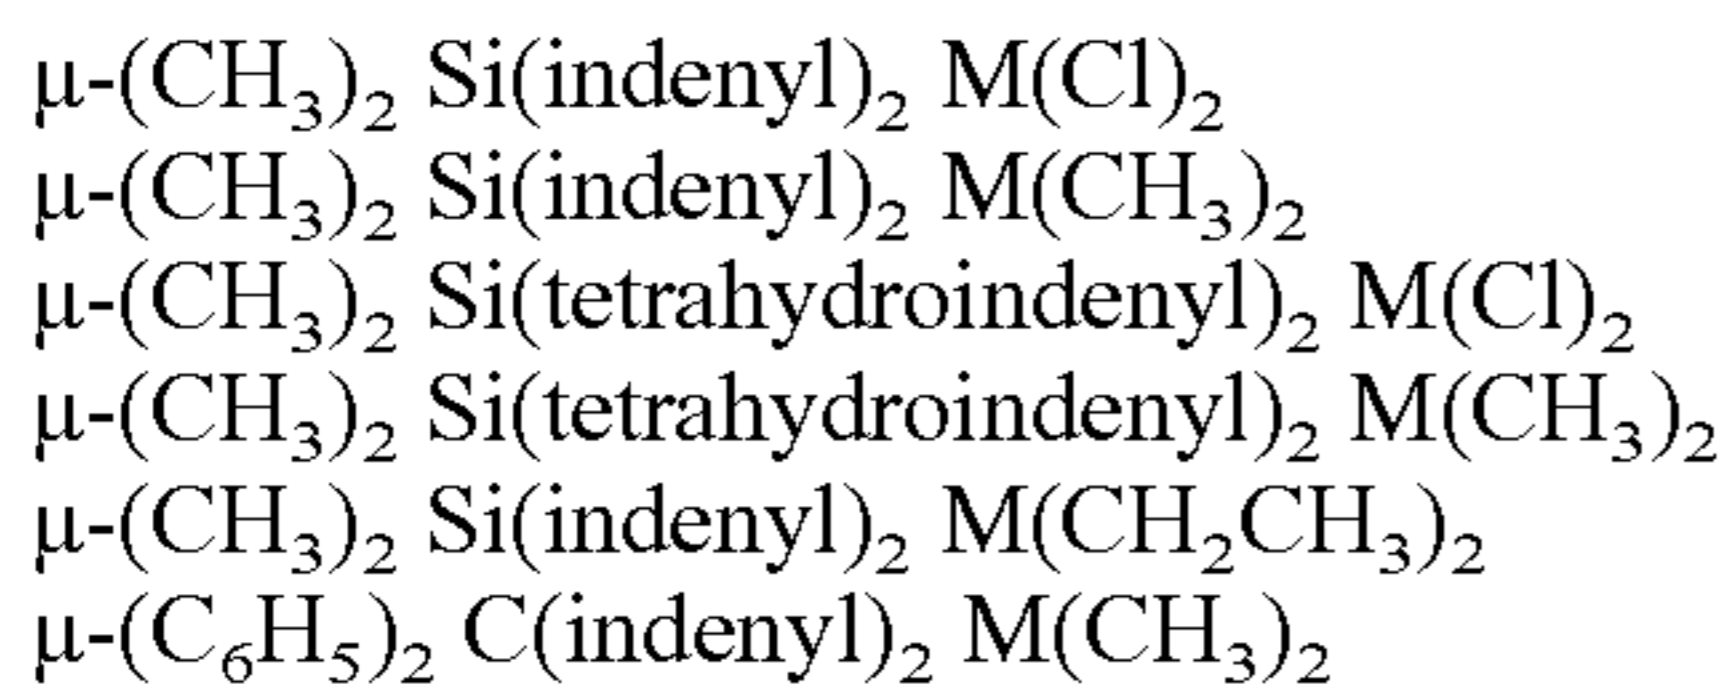 μ-(CH₃)₂ Si(indenyl)₂ M(Cl)₂
μ-(CH₃)₂ Si(indenyl)₂ M(CH₃)₂
μ-(CH₃)₂ Si(tetrahydroindenyl)₂ M(Cl)₂
μ-(CH₃)₂ Si(tetrahydroindenyl)₂ M(CH₃)₂
μ-(CH₃)₂ Si(indenyl)₂ M(CH₂CH₃)₂
μ-(C₆H₅)₂ C(indenyl)₂ M(CH₃)₂